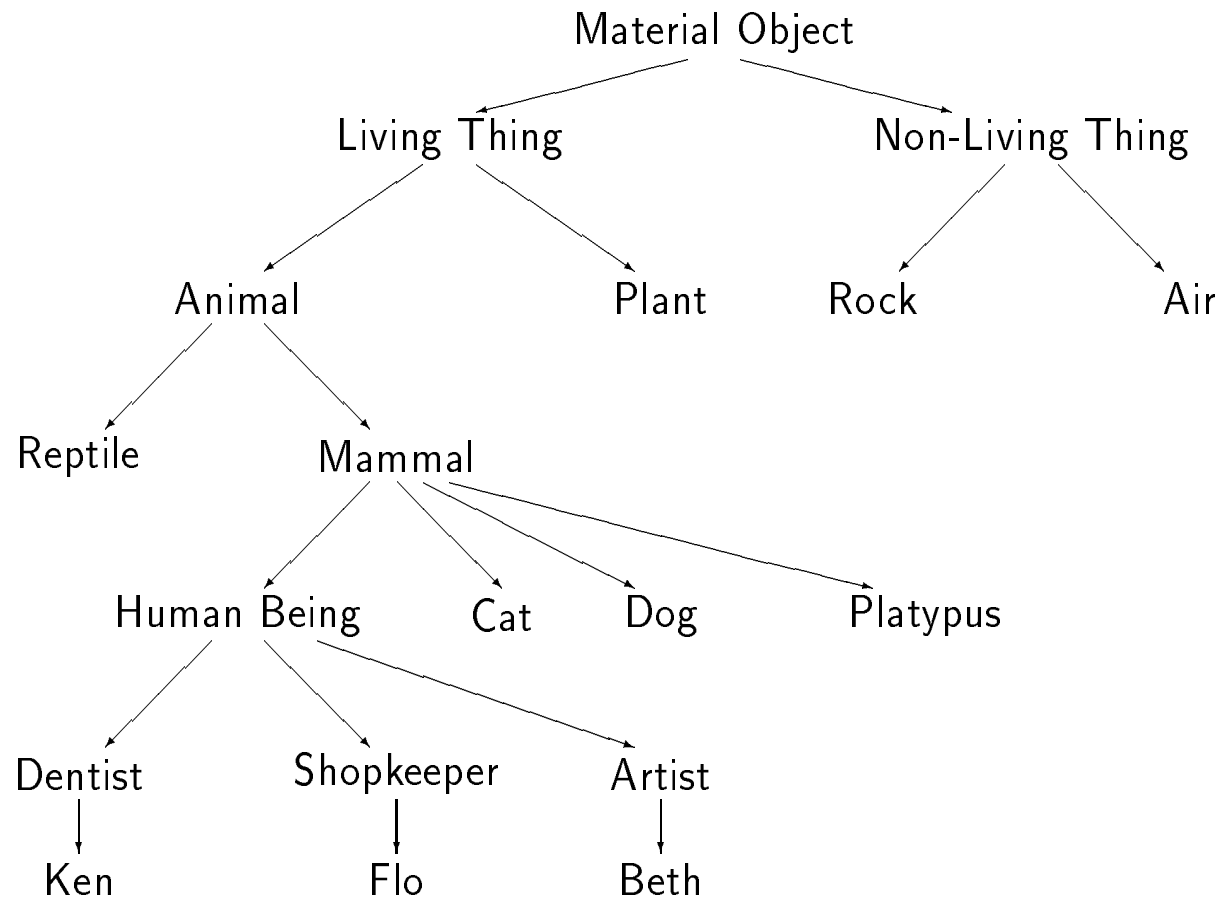 Material Object
Living Thing
Non-Living Thing
Animal
Plant
Rock
Air
Reptile
Mammal
Human Being
Cat
Dog
Platypus
Dentist
Shopkeeper
Artist
Ken
Flo
Beth